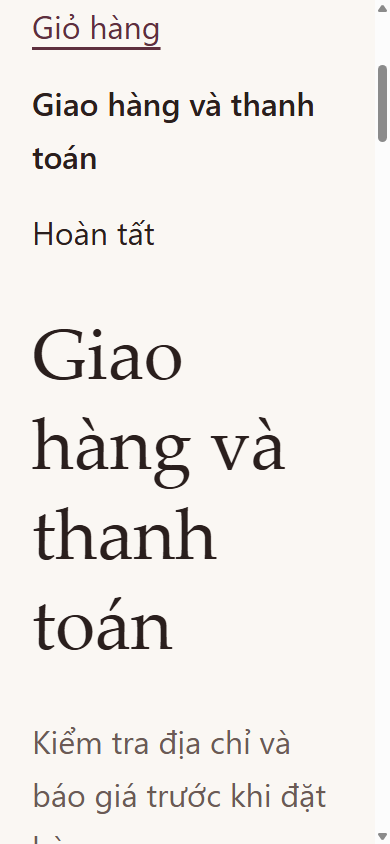 Giỏ hàng
Giao hàng và thanh
toán
Hoàn tất
Giao
hàng và
thanh
toán
Kiểm tra địa chỉ và
báo giá trước khi đặt